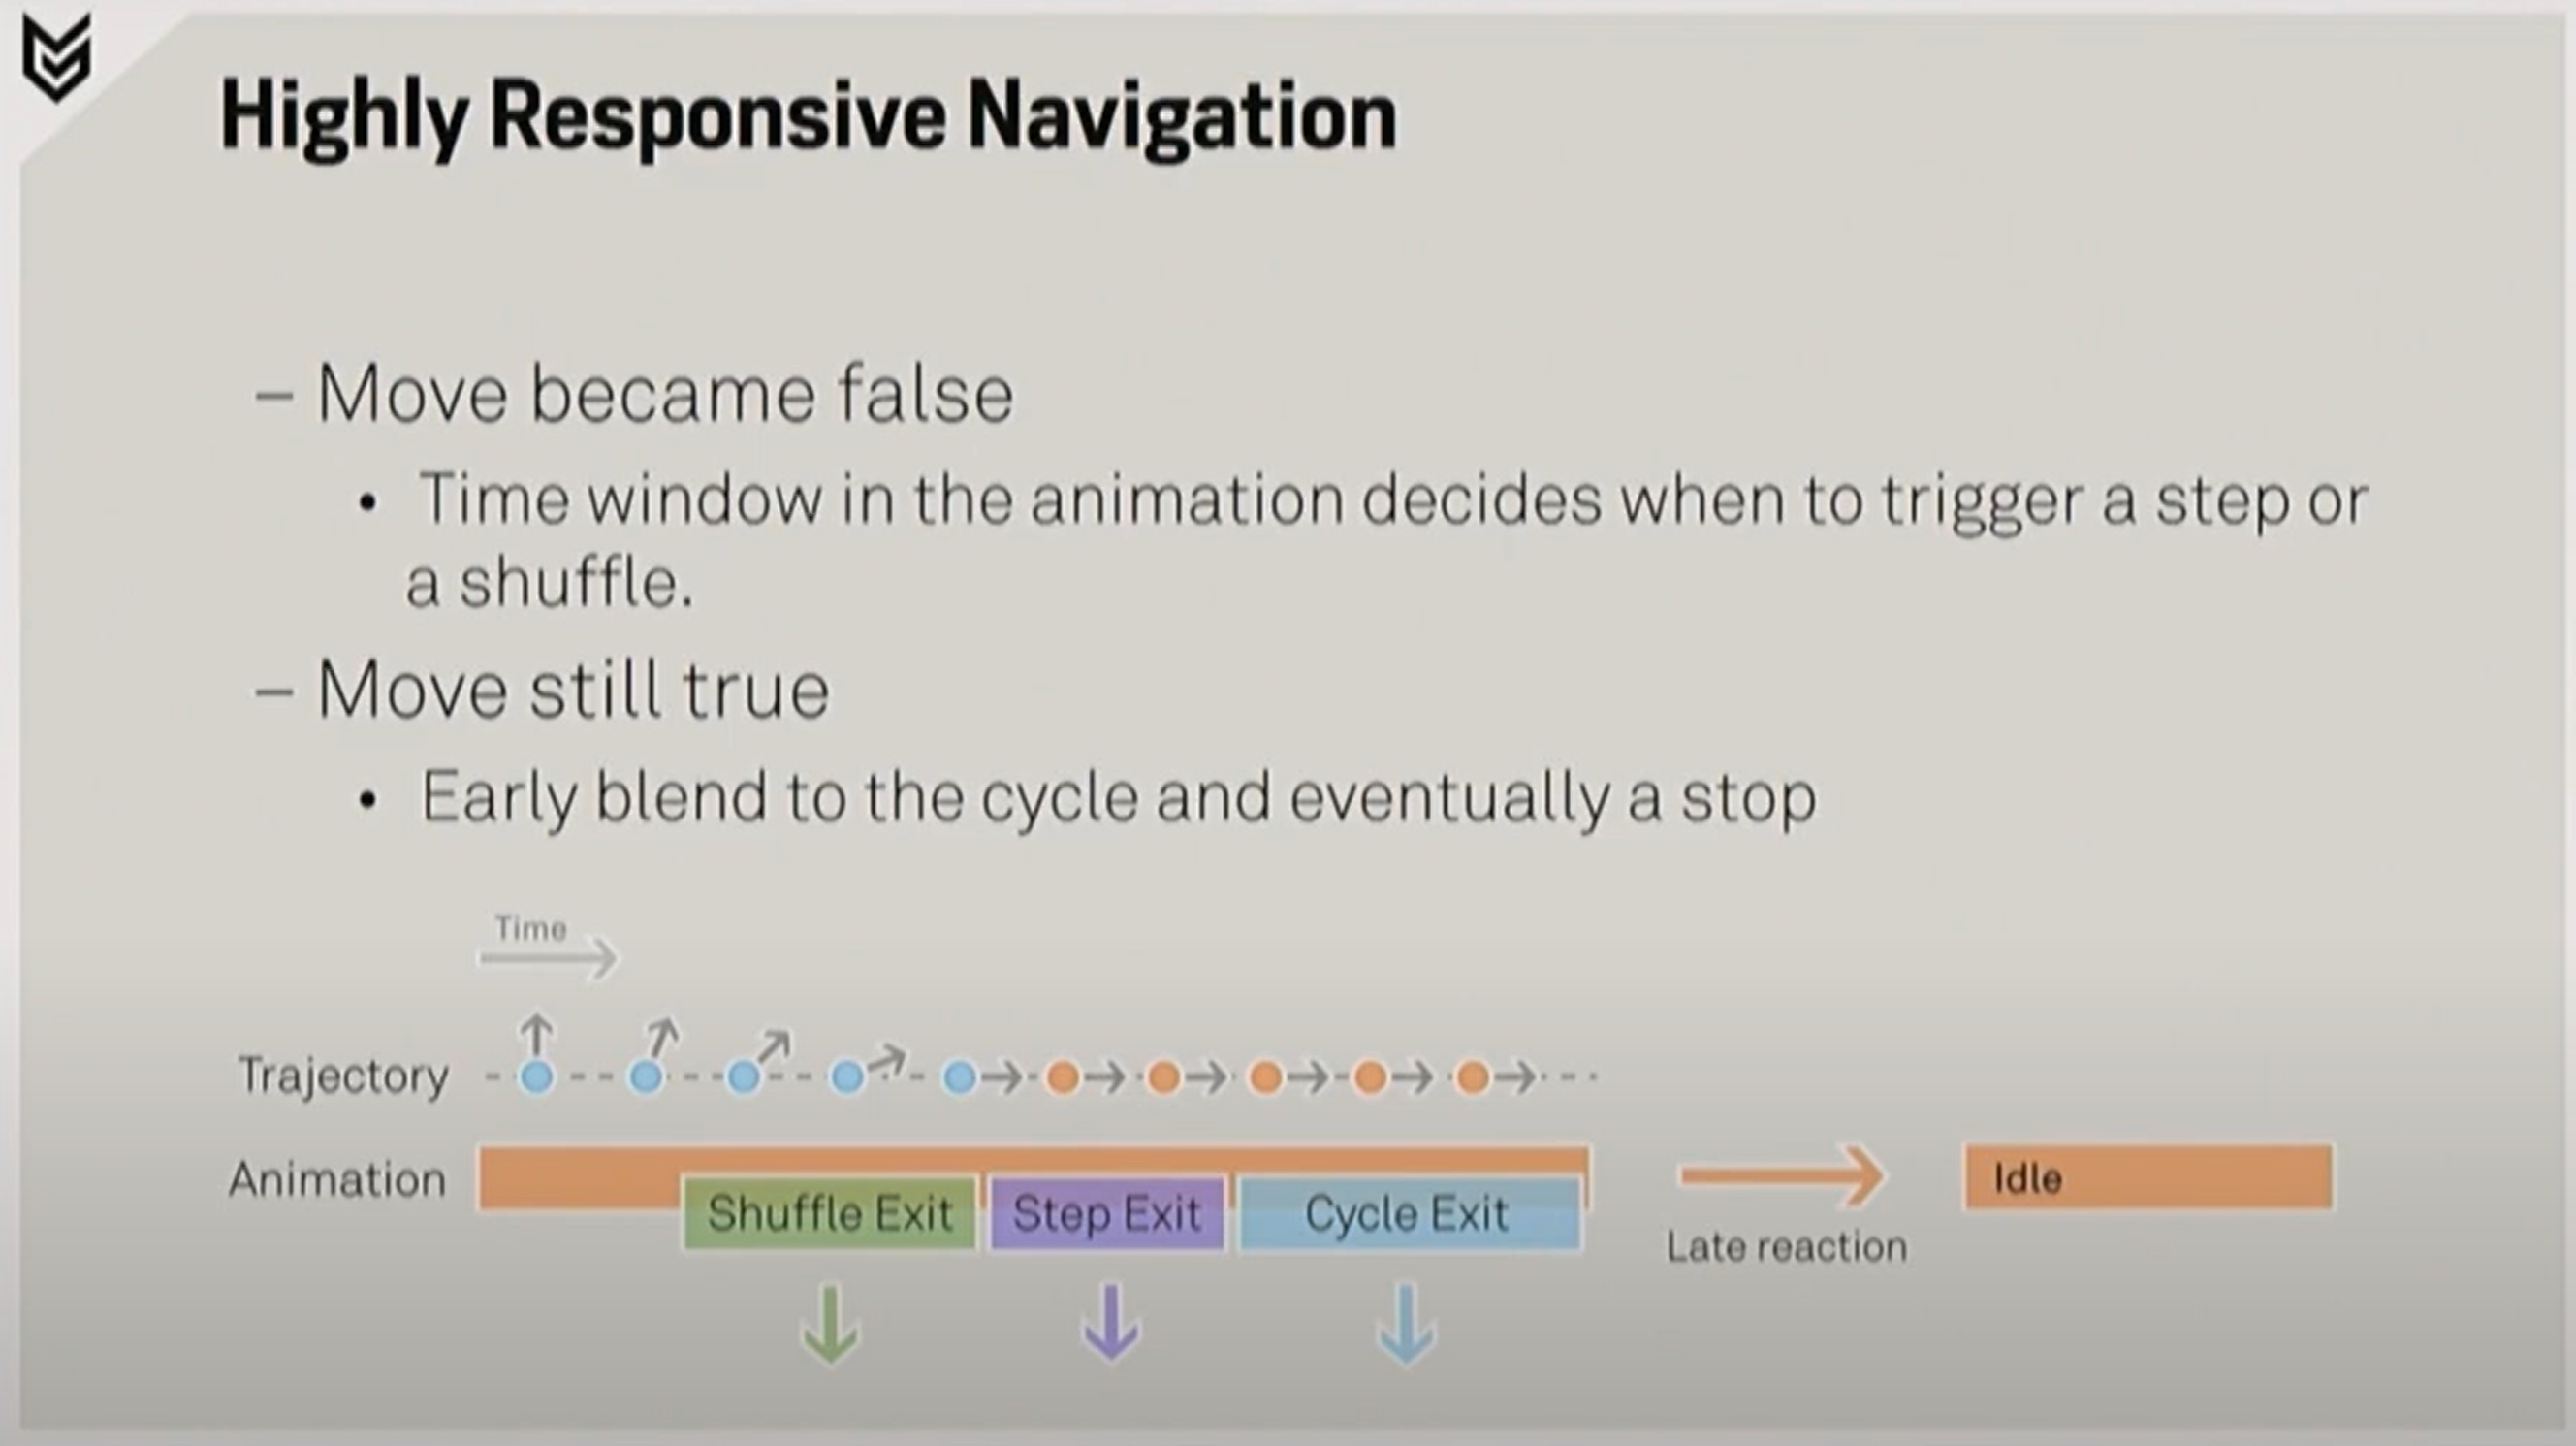 Highly Responsive Navigation
– Move became false
• Time window in the animation decides when to trigger a step or
a shuffle.
– Move still true
• Early blend to the cycle and eventually a stop
Time
Trajectory
Animation
Shuffle Exit
Step Exit
Cycle Exit
Late reaction
Idle